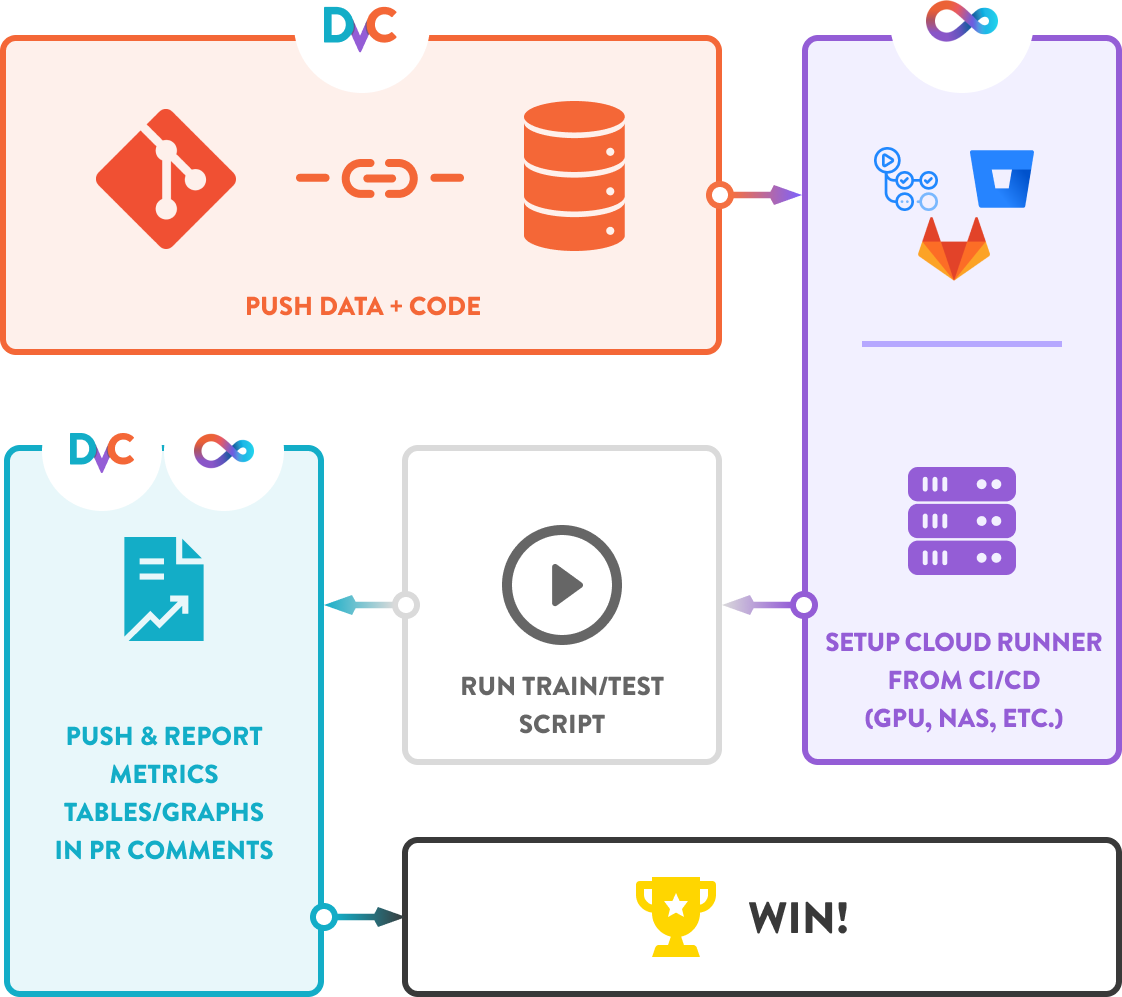 DVC
PUSH DATA + CODE
SETUP CLOUD RUNNER
FROM CI/CD
(GPU, NAS, ETC.)
RUN TRAIN/TEST
SCRIPT
DVC
PUSH & REPORT
METRICS
TABLES/GRAPHS
IN PR COMMENTS
WIN!